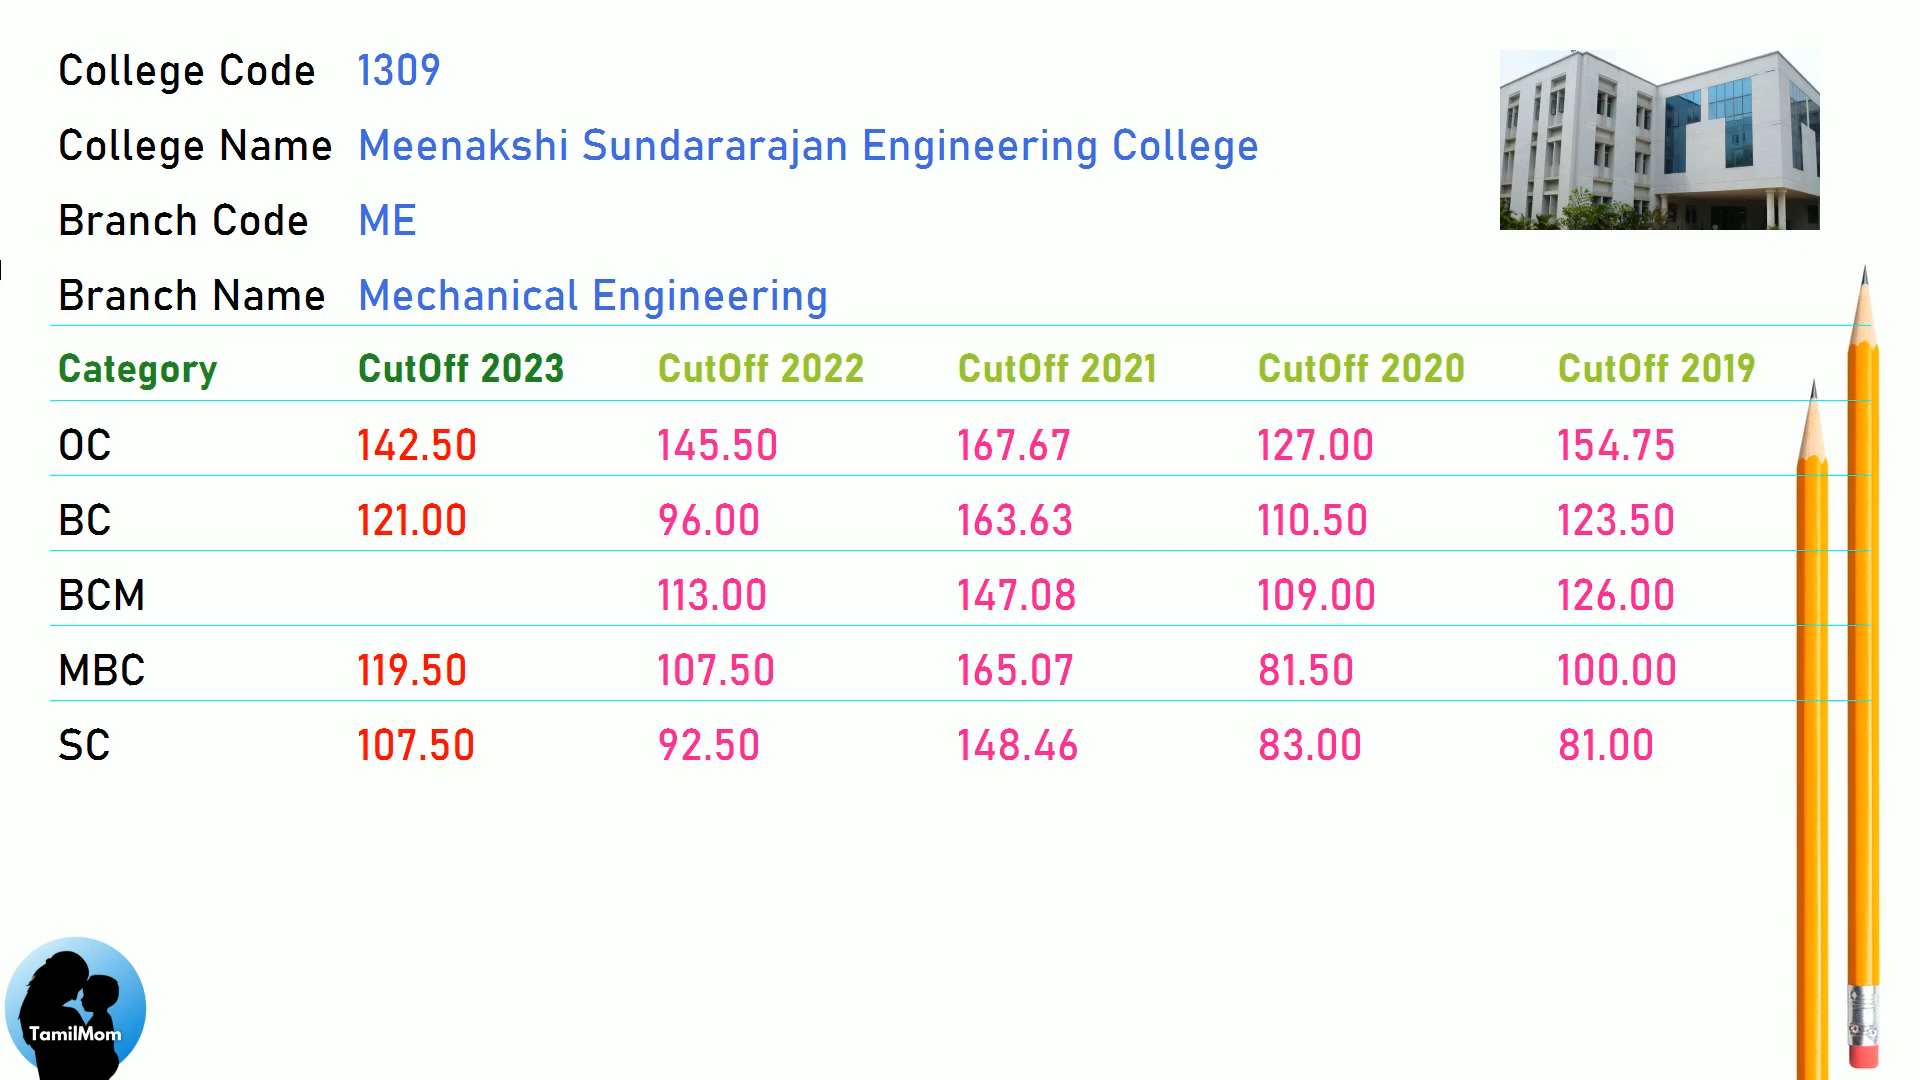 College Code 1309
College Name Meenakshi Sundararajan Engineering College
Branch Code ME
Branch Name Mechanical Engineering
Category CutOff 2023 CutOff 2022 CutOff 2021 CutOff 2020 CutOff 2019
OC 142.50 145.50 167.67 127.00 154.75
BC 121.00 96.00 163.63 110.50 123.50
BCM 113.00 147.08 109.00 126.00
MBC 119.50 107.50 165.07 81.50 100.00
SC 107.50 92.50 148.46 83.00 81.00
TamilMom